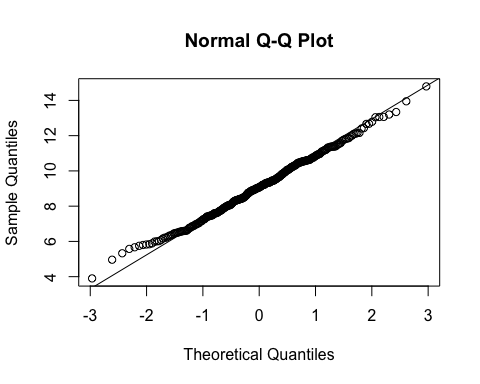 Normal Q-Q Plot
Sample Quantiles
14
12
10
8
6
4
-3 -2 -1 0 1 2 3
Theoretical Quantiles